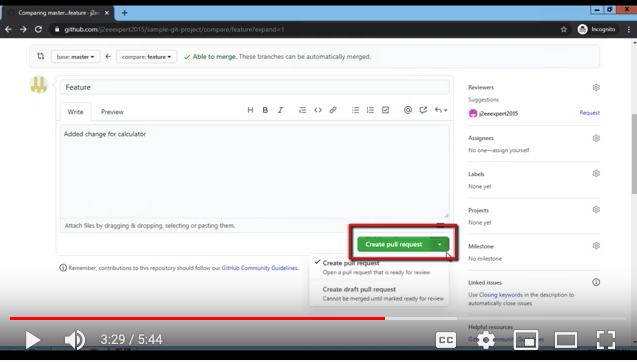 Comparing master...feature · j2ee
github.com/j2eeexpert2015/sample-git-project/compare/feature?expand=1
Incognito
base: master
compare: feature
Able to merge. These branches can be automatically merged.
Feature
Write
Preview
H B I
Added change for calculator
Attach files by dragging & dropping, selecting or pasting them.
Create pull request
Create pull request
Open a pull request that is ready for review
Create draft pull request
Cannot be merged until marked ready for review
Remember, contributions to this repository should follow our GitHub Community Guidelines.
Reviewers
Suggestions
j2eeexpert2015
Request
Assignees
No one—assign yourself
Labels
None yet
Projects
None yet
Milestone
No milestone
Linked issues
Use Closing keywords in the description to
automatically close issues
Helpful resources
3:29 / 5:44
CC